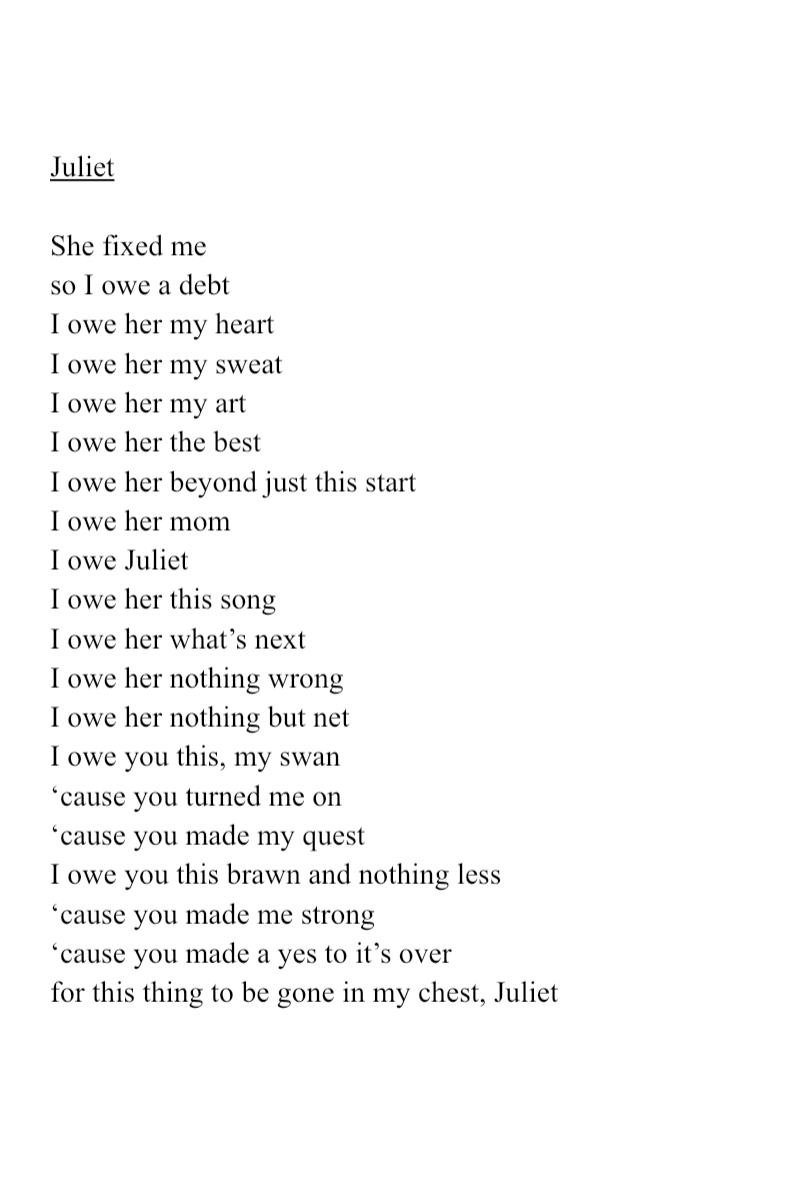 Juliet
She fixed me
so I owe a debt
I owe her my heart
I owe her my sweat
I owe her my art
I owe her the best
I owe her beyond just this start
I owe her mom
I owe Juliet
I owe her this song
I owe her what’s next
I owe her nothing wrong
I owe her nothing but net
I owe you this, my swan
‘cause you turned me on
‘cause you made my quest
I owe you this brawn and nothing less
‘cause you made me strong
‘cause you made a yes to it’s over
for this thing to be gone in my chest, Juliet